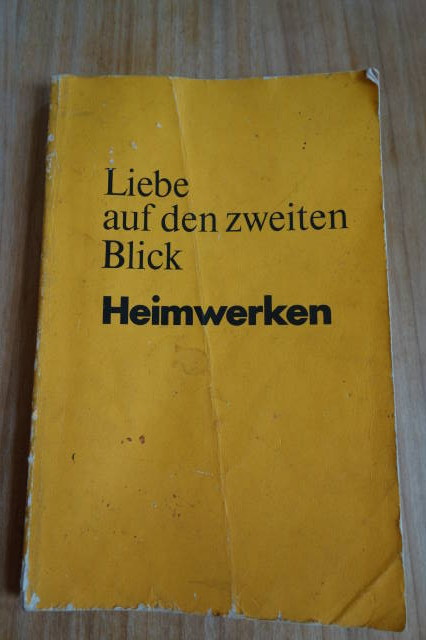 Liebe
auf den zweiten
Blick
Heimwerken